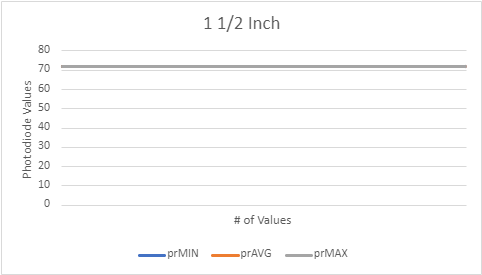 1 1/2 Inch
Photodiode Values
80
70
60
50
40
30
20
10
0
# of Values
prMIN prAVG prMAX